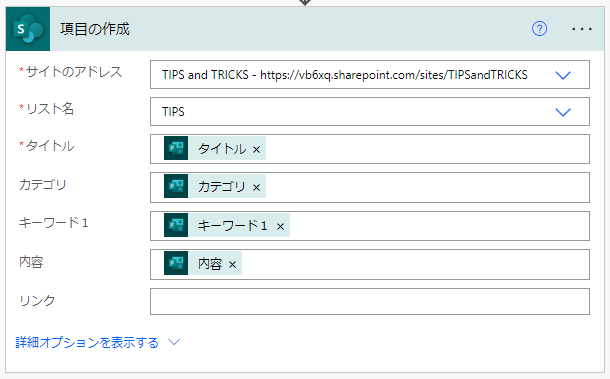 項目の作成
*サイトのアドレス
TIPS and TRICKS - https://vb6xq.sharepoint.com/sites/TIPSandTRICKS
*リスト名
TIPS
*タイトル
タイトル ×
カテゴリ
カテゴリ ×
キーワード１
キーワード１ ×
内容
内容 ×
リンク
詳細オプションを表示する